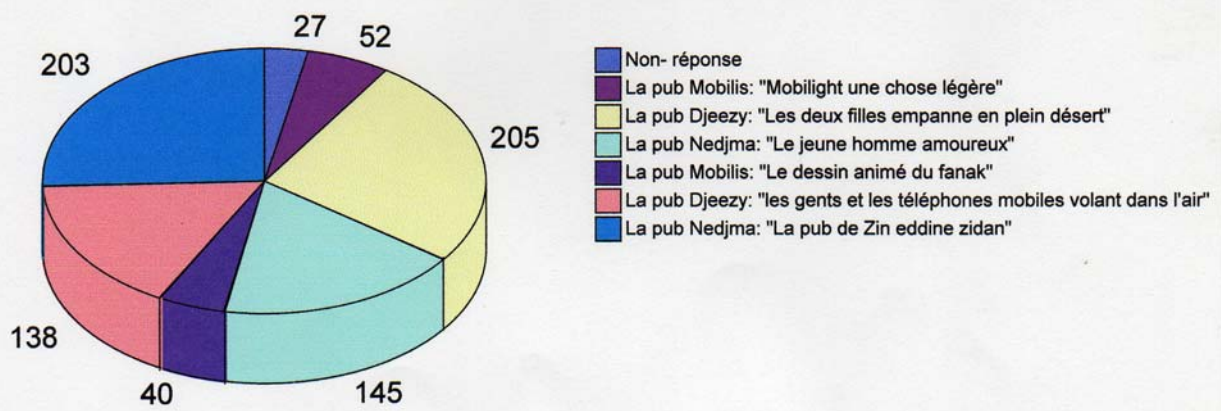 27
52
203
205
138
40
145
Non- réponse
La pub Mobilis: "Mobilight une chose légère"
La pub Djeezy: "Les deux filles empanne en plein désert"
La pub Nedjma: "Le jeune homme amoureux"
La pub Mobilis: "Le dessin animé du fanak"
La pub Djeezy: "les gents et les téléphones mobiles volant dans l'air"
La pub Nedjma: "La pub de Zin eddine zidan"